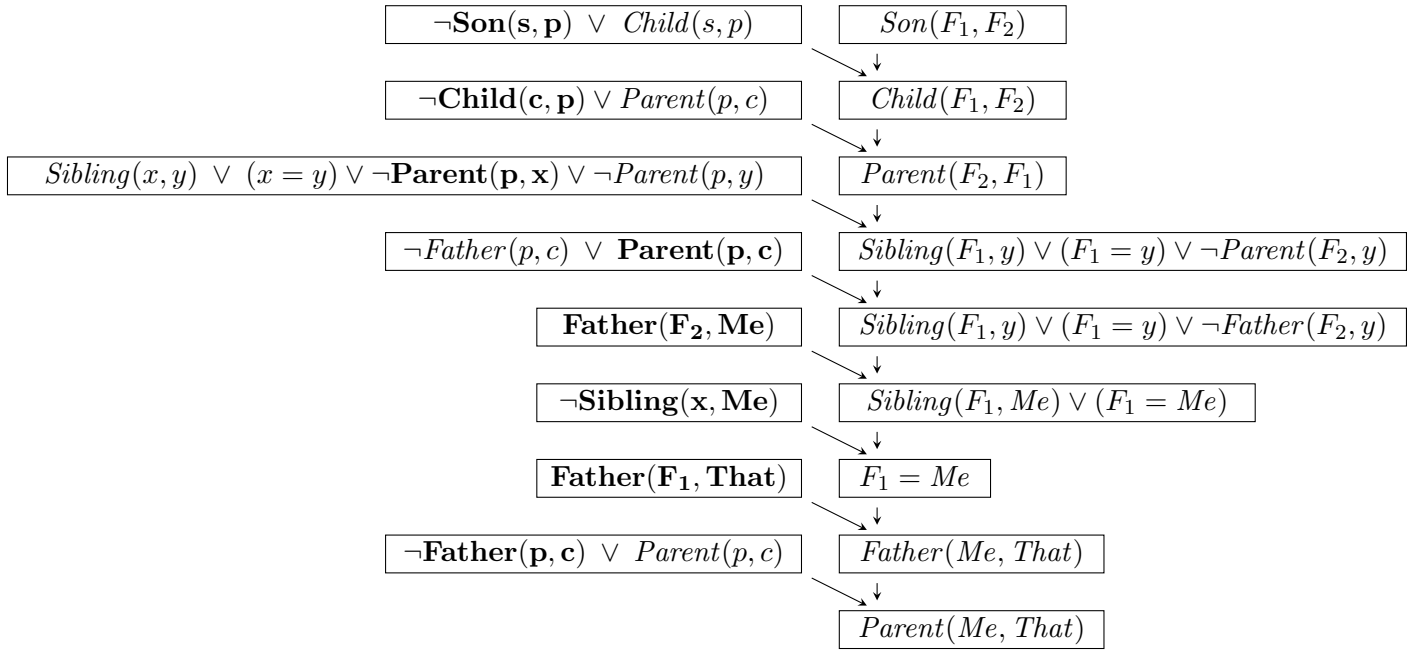 ¬Son(s, p) ∨ Child(s, p) Son(F₁, F₂)
¬Child(c, p) ∨ Parent(p, c) Child(F₁, F₂)
Sibling(x, y) ∨ (x = y) ∨ ¬Parent(p, x) ∨ ¬Parent(p, y) Parent(F₂, F₁)
¬Father(p, c) ∨ Parent(p, c) Sibling(F₁, y) ∨ (F₁ = y) ∨ ¬Parent(F₂, y)
Father(F₂, Me) Sibling(F₁, y) ∨ (F₁ = y) ∨ ¬Father(F₂, y)
¬Sibling(x, Me) Sibling(F₁, Me) ∨ (F₁ = Me)
Father(F₁, That) F₁ = Me
¬Father(p, c) ∨ Parent(p, c) Father(Me, That)
Parent(Me, That)